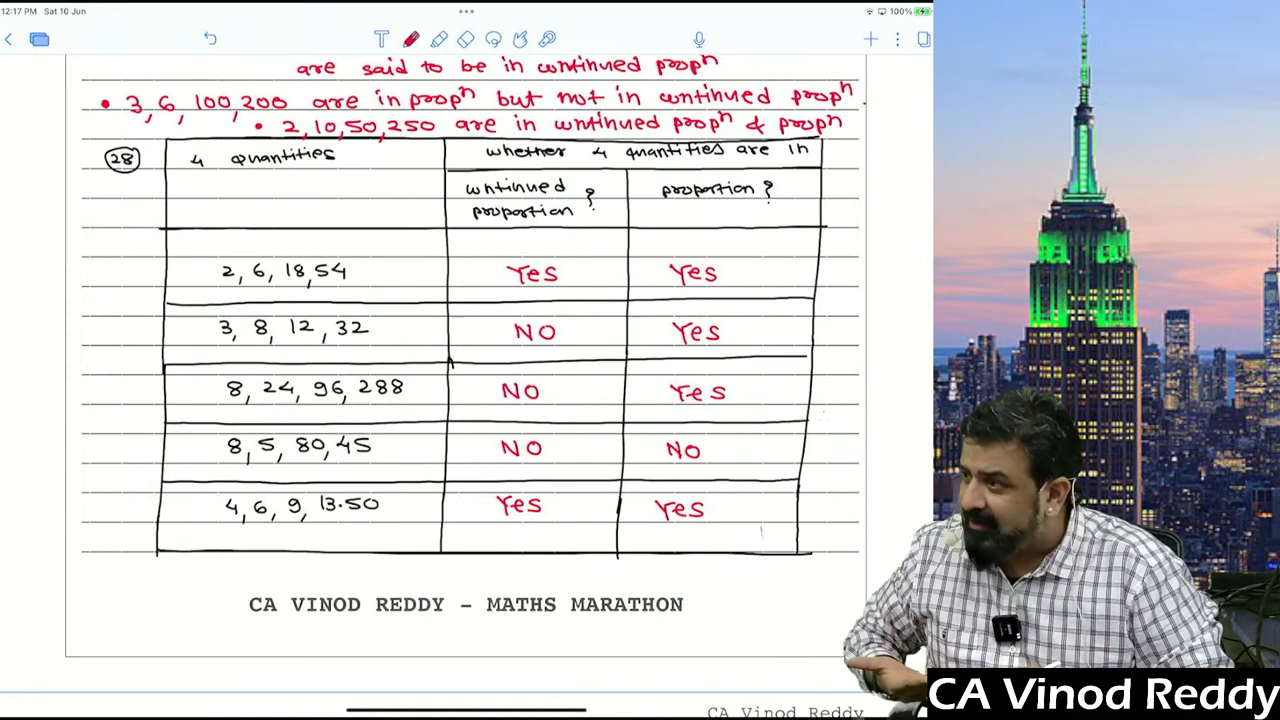 12:17 PM Sat 10 Jun
100%
are said to be in continued propⁿ
• 3, 6, 100, 200 are in propⁿ but not in continued propⁿ.
• 2, 10, 50, 250 are in continued propⁿ & propⁿ
28 4 quantities whether 4 quantities are in
continued proportion? proportion?
2, 6, 18, 54 Yes Yes
3, 8, 12, 32 NO Yes
8, 24, 96, 288 NO Yes
8, 5, 80, 45 NO NO
4, 6, 9, 13.50 Yes Yes
CA VINOD REDDY - MATHS MARATHON
CA Vinod Reddy
CA Vinod Reddy